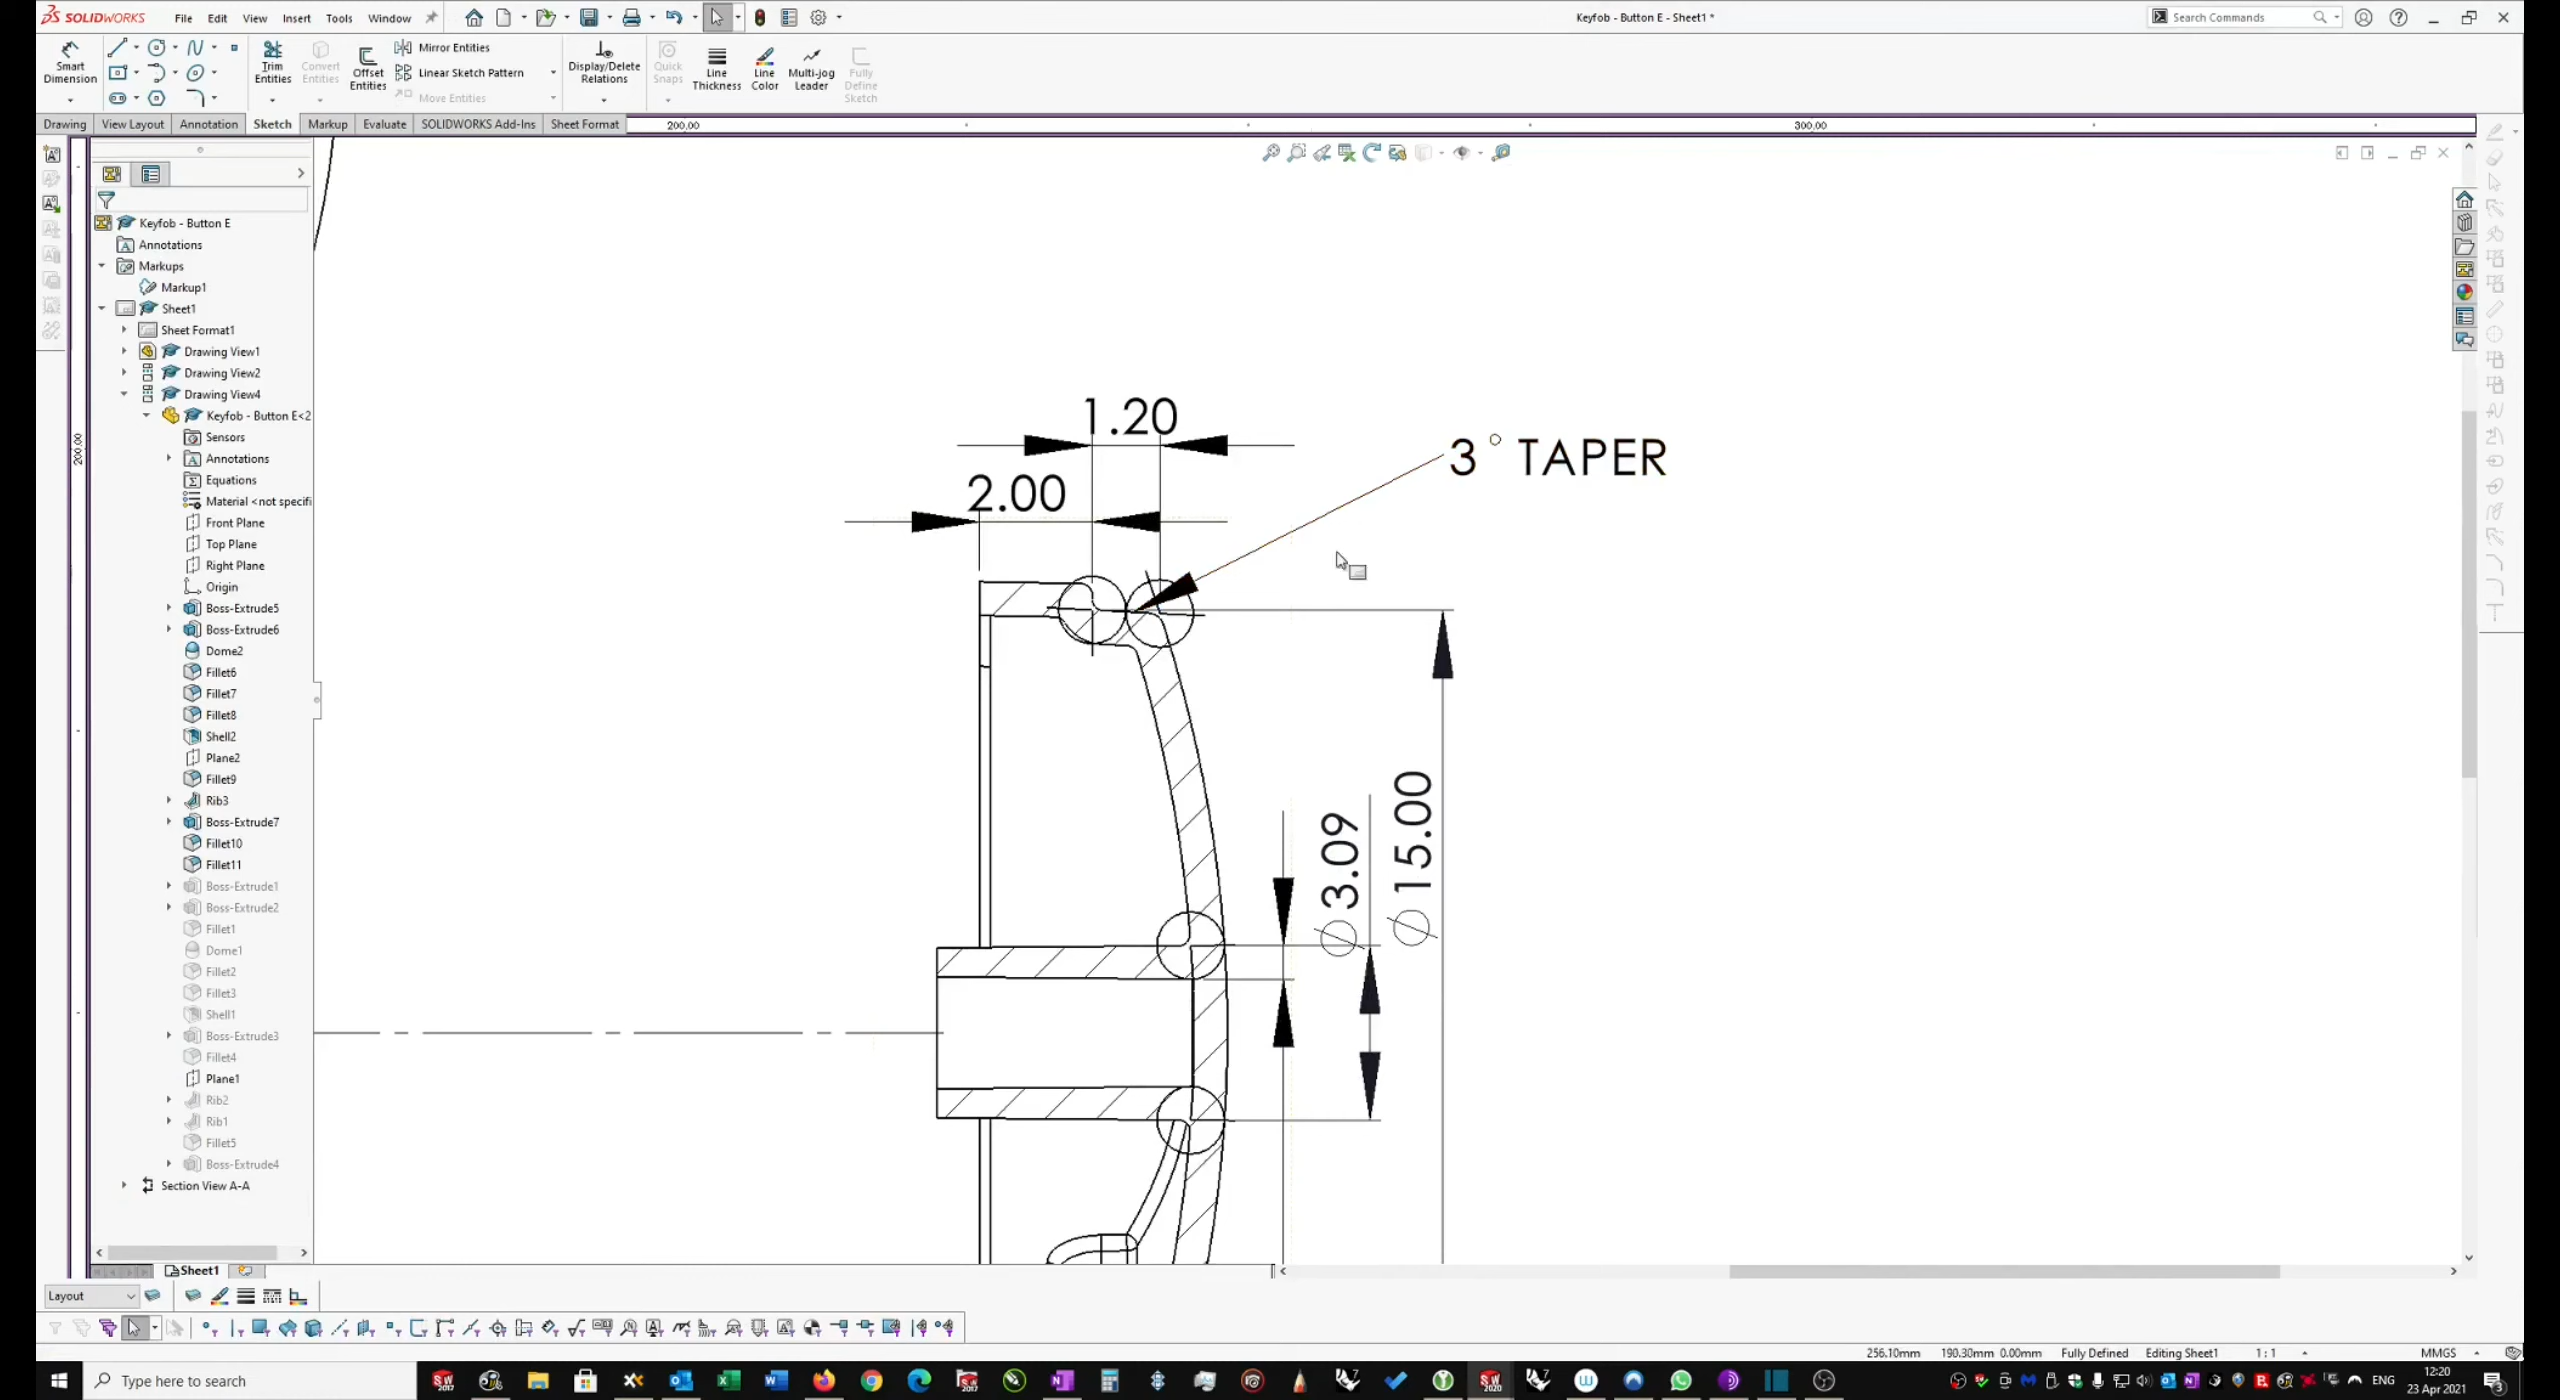 SOLIDWORKS File Edit View Insert Tools Window
Keyfob - Button E - Sheet1 *
Search Commands
Smart Dimension
Trim Entities
Convert Entities
Offset Entities
Mirror Entities
Linear Sketch Pattern
Move Entities
Display/Delete Relations
Quick Snaps
Line Thickness
Line Color
Multi-jog Leader
Fully Define Sketch
Drawing View Layout Annotation Sketch Markup Evaluate SOLIDWORKS Add-Ins Sheet Format
200,00
300,00
200,00
Keyfob - Button E
Annotations
Markups
Markup1
Sheet1
Sheet Format1
Drawing View1
Drawing View2
Drawing View4
Keyfob - Button E<2
Sensors
Annotations
Equations
Material <not specifi
Front Plane
Top Plane
Right Plane
Origin
Boss-Extrude5
Boss-Extrude6
Dome2
Fillet6
Fillet7
Fillet8
Shell2
Plane2
Fillet9
Rib3
Boss-Extrude7
Fillet10
Fillet11
Boss-Extrude1
Boss-Extrude2
Fillet1
Dome1
Fillet2
Fillet3
Shell1
Boss-Extrude3
Fillet4
Plane1
Rib2
Rib1
Fillet5
Boss-Extrude4
Section View A-A
1.20
2.00
3° TAPER
Ø 3.09
Ø 15.00
Sheet1
Layout
256.10mm 190.30mm 0.00mm Fully Defined Editing Sheet1 1 : 1 MMGS
Type here to search
ENG
12:20
23 Apr 2021